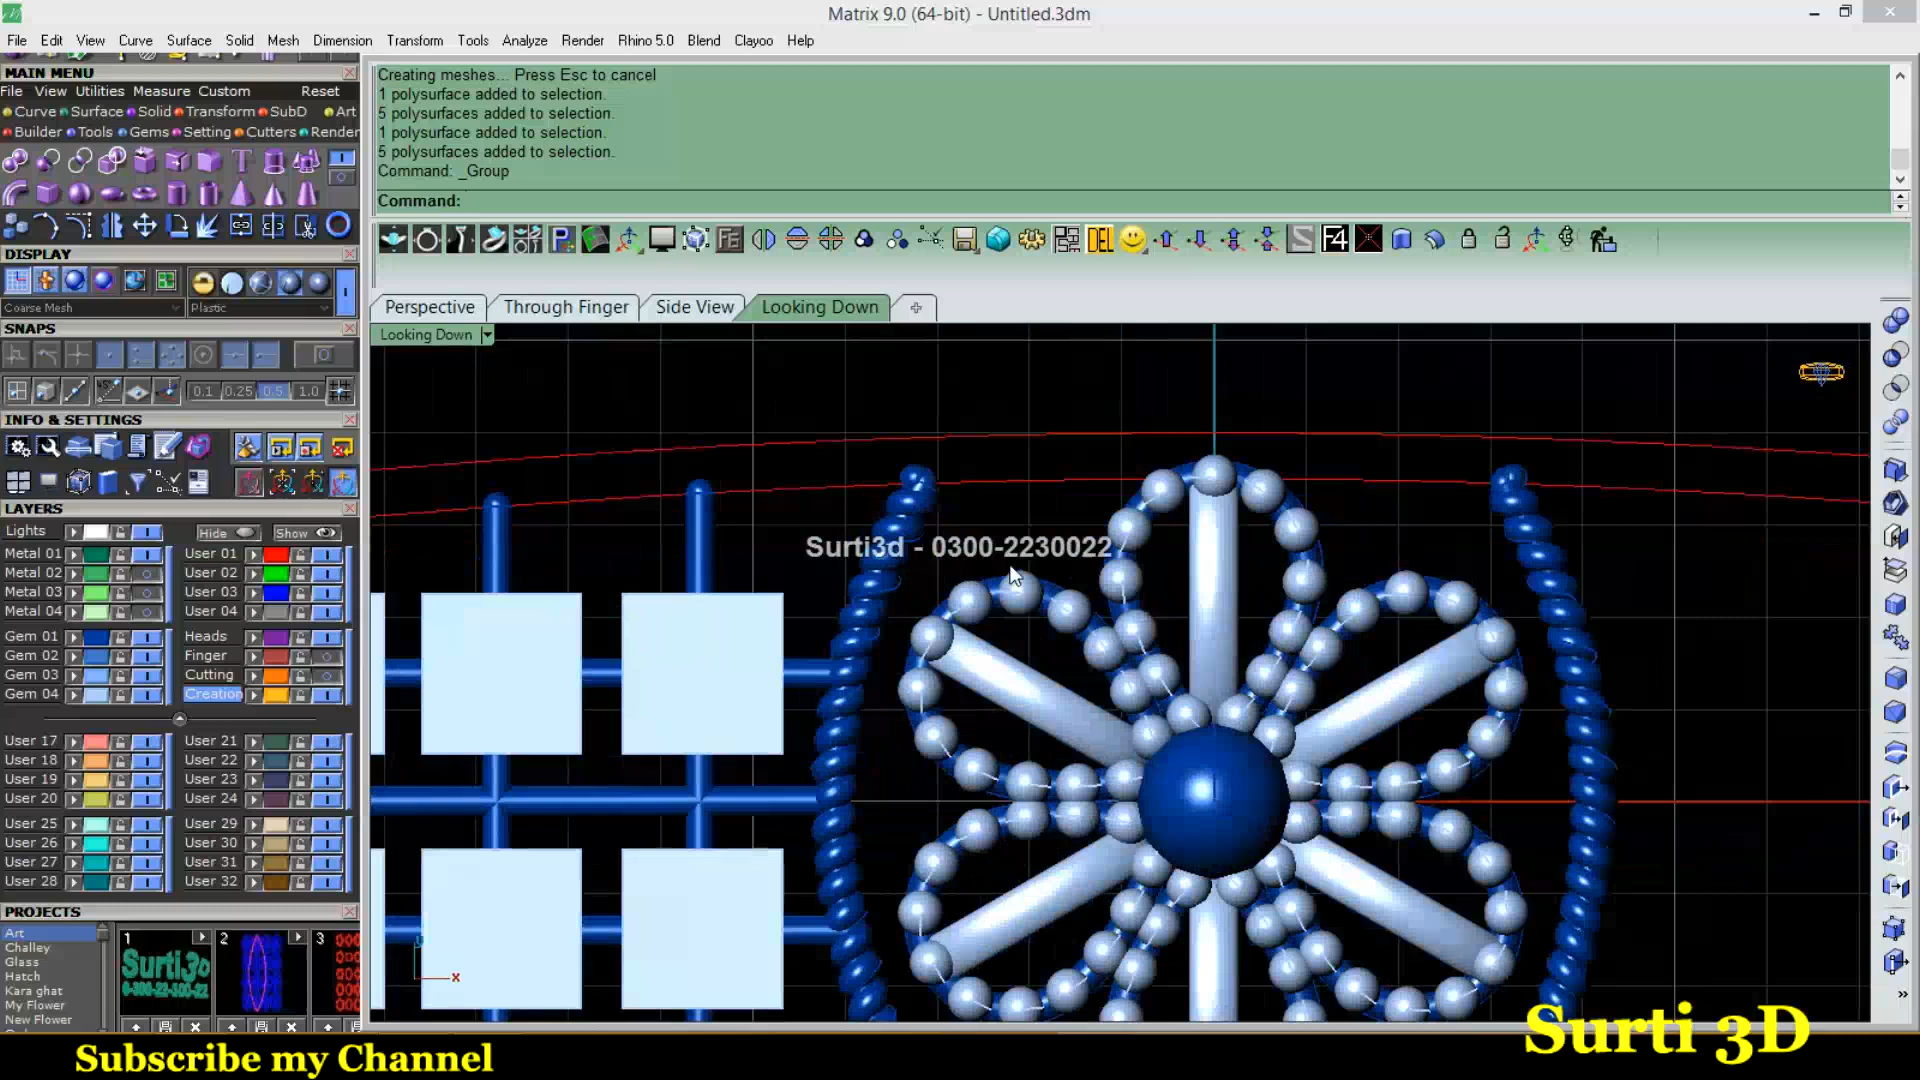 Matrix 9.0 (64-bit) - Untitled.3dm
File Edit View Curve Surface Solid Mesh Dimension Transform Tools Analyze Render Rhino 5.0 Blend Clayoo Help
MAIN MENU
File View Utilities Measure Custom Reset
Curve Surface Solid Transform SubD Art
Builder Tools Gems Setting Cutters Render
Creating meshes... Press Esc to cancel
1 polysurface added to selection.
5 polysurfaces added to selection.
1 polysurface added to selection.
5 polysurfaces added to selection.
Command: _Group
Command:
DEL F4
DISPLAY
Coarse Mesh Plastic
Perspective Through Finger Side View Looking Down
Looking Down
SNAPS
0.1 0.25 0.5 1.0
INFO & SETTINGS
LAYERS
Lights Hide Show
Metal 01 User 01
Metal 02 User 02
Metal 03 User 03
Metal 04 User 04
Gem 01 Heads
Gem 02 Finger
Gem 03 Cutting
Gem 04 Creation
User 17 User 21
User 18 User 22
User 19 User 23
User 20 User 24
User 25 User 29
User 26 User 30
User 27 User 31
User 28 User 32
PROJECTS
Art
Challey
Glass
Hatch
Kara ghat
My Flower
New Flower
1 2 3
Surti3D
0-300-22-300-22
Surti3d - 0300-2230022
x
Surti 3D
Subscribe my Channel